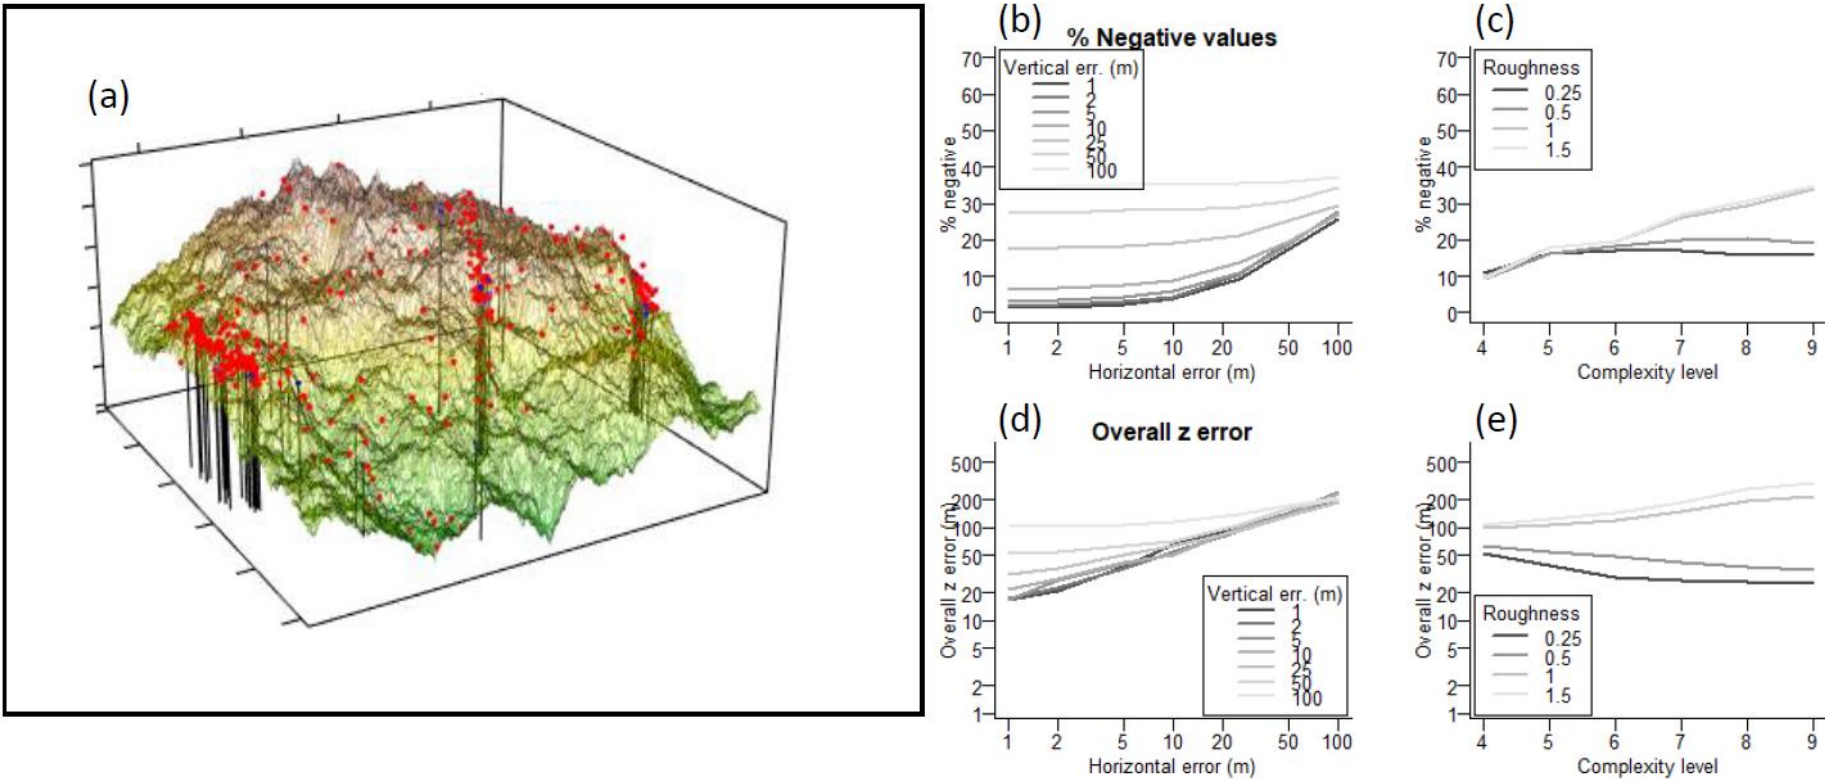 (a)
(b)
% Negative values
% negative
70
60
50
40
30
20
10
0
Vertical err. (m)
1
2
5
10
25
50
100
1 2 5 10 20 50 100
Horizontal error (m)
(c)
% negative
70
60
50
40
30
20
10
0
Roughness
0.25
0.5
1
1.5
4 5 6 7 8 9
Complexity level
(d)
Overall z error
Overall z error (m)
500
200
100
50
20
10
5
2
1
Vertical err. (m)
1
2
5
10
25
50
100
1 2 5 10 20 50 100
Horizontal error (m)
(e)
Overall z error (m)
500
200
100
50
20
10
5
2
1
Roughness
0.25
0.5
1
1.5
4 5 6 7 8 9
Complexity level